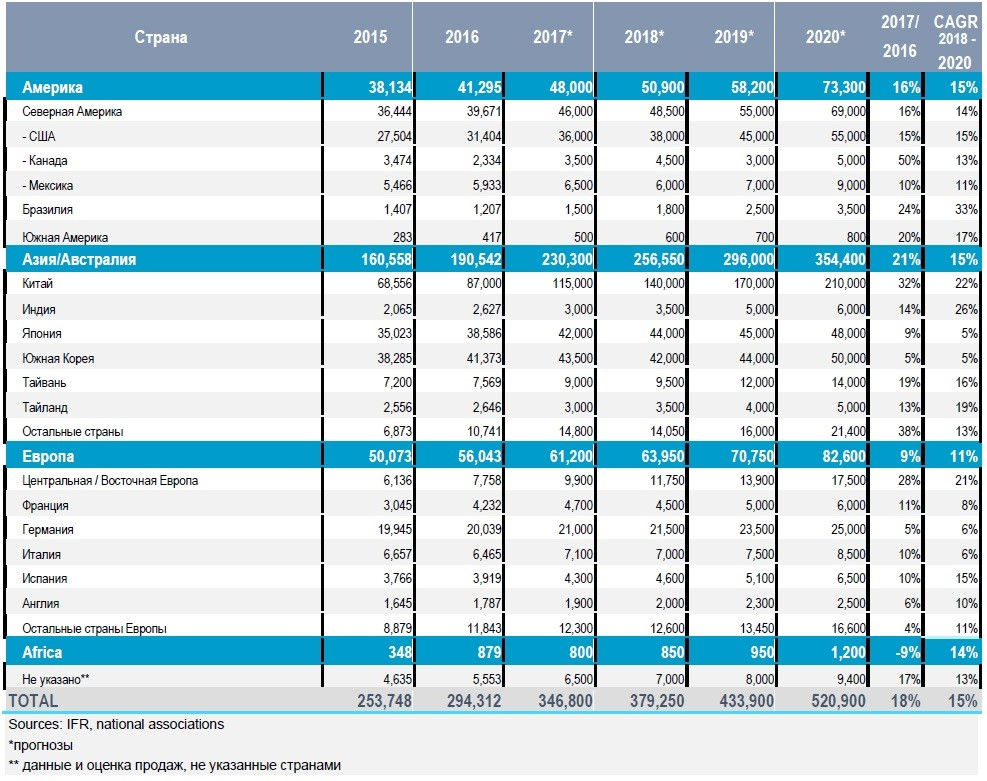 Страна 2015 2016 2017* 2018* 2019* 2020* 2017/ 2016 CAGR 2018 - 2020
Америка 38,134 41,295 48,000 50,900 58,200 73,300 16% 15%
Северная Америка 36,444 39,671 46,000 48,500 55,000 69,000 16% 14%
- США 27,504 31,404 36,000 38,000 45,000 55,000 15% 15%
- Канада 3,474 2,334 3,500 4,500 3,000 5,000 50% 13%
- Мексика 5,466 5,933 6,500 6,000 7,000 9,000 10% 11%
Бразилия 1,407 1,207 1,500 1,800 2,500 3,500 24% 33%
Южная Америка 283 417 500 600 700 800 20% 17%
Азия/Австралия 160,558 190,542 230,300 256,550 296,000 354,400 21% 15%
Китай 68,556 87,000 115,000 140,000 170,000 210,000 32% 22%
Индия 2,065 2,627 3,000 3,500 5,000 6,000 14% 26%
Япония 35,023 38,586 42,000 44,000 45,000 48,000 9% 5%
Южная Корея 38,285 41,373 43,500 42,000 44,000 50,000 5% 5%
Тайвань 7,200 7,569 9,000 9,500 12,000 14,000 19% 16%
Тайланд 2,556 2,646 3,000 3,500 4,000 5,000 13% 19%
Остальные страны 6,873 10,741 14,800 14,050 16,000 21,400 38% 13%
Европа 50,073 56,043 61,200 63,950 70,750 82,600 9% 11%
Центральная / Восточная Европа 6,136 7,758 9,900 11,750 13,900 17,500 28% 21%
Франция 3,045 4,232 4,700 4,500 5,000 6,000 11% 8%
Германия 19,945 20,039 21,000 21,500 23,500 25,000 5% 6%
Италия 6,657 6,465 7,100 7,000 7,500 8,500 10% 6%
Испания 3,766 3,919 4,300 4,600 5,100 6,500 10% 15%
Англия 1,645 1,787 1,900 2,000 2,300 2,500 6% 10%
Остальные страны Европы 8,879 11,843 12,300 12,600 13,450 16,600 4% 11%
Africa 348 879 800 850 950 1,200 -9% 14%
Не указано** 4,635 5,553 6,500 7,000 8,000 9,400 17% 13%
TOTAL 253,748 294,312 346,800 379,250 433,900 520,900 18% 15%
Sources: IFR, national associations
*прогнозы
** данные и оценка продаж, не указанные странами